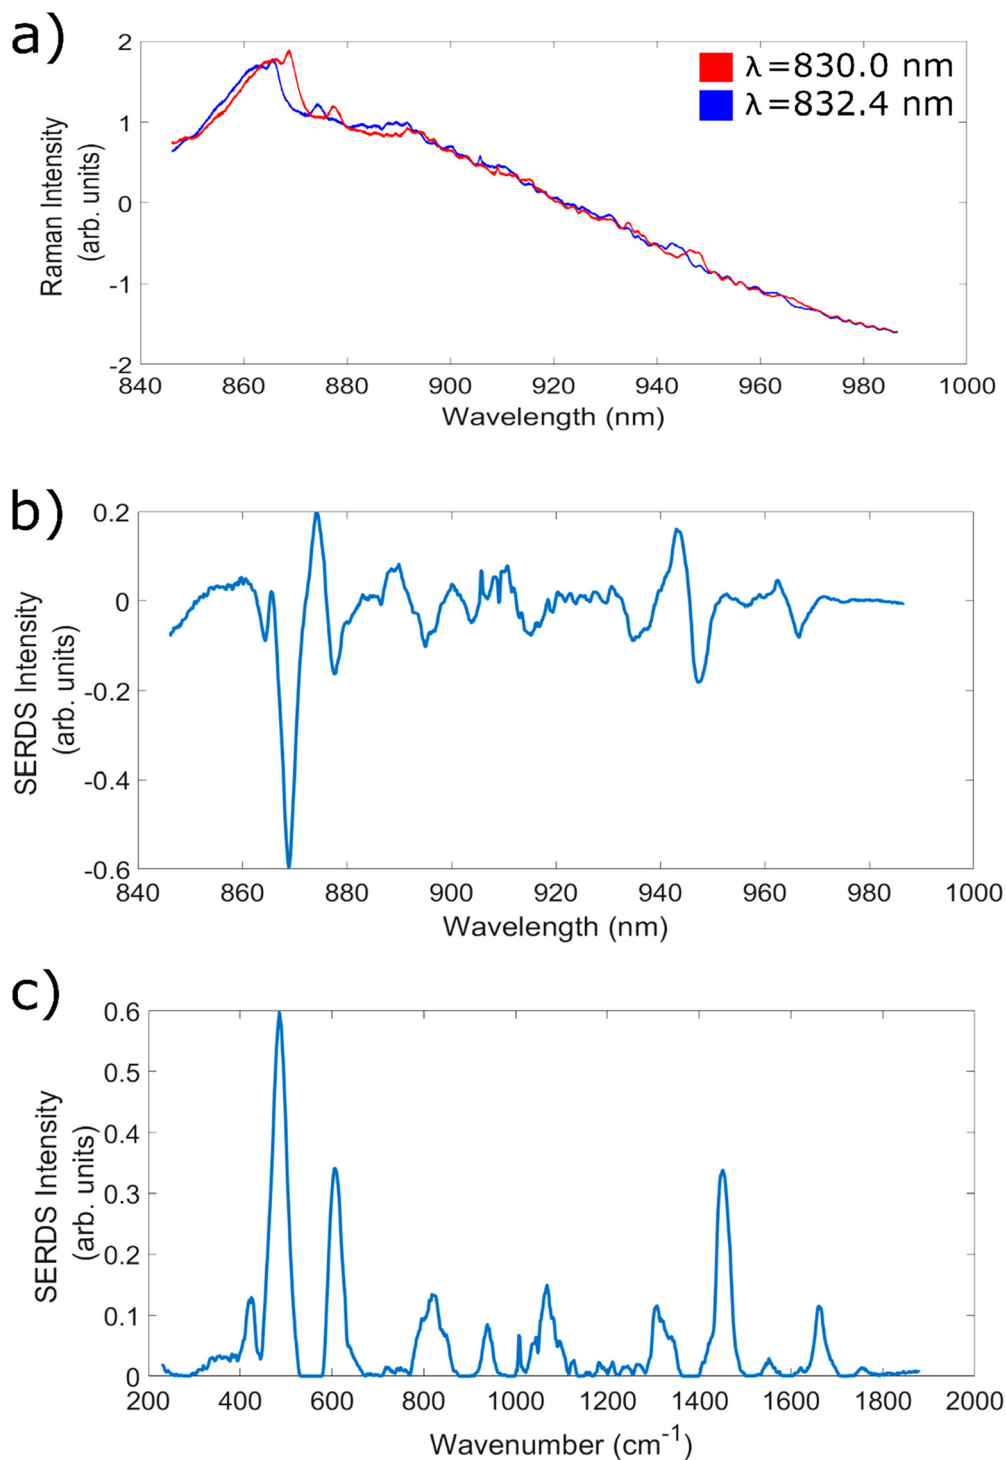 a)
λ=830.0 nm
λ=832.4 nm
2
1
0
-1
-2
Raman Intensity
(arb. units)
840 860 880 900 920 940 960 980 1000
Wavelength (nm)
b)
0.2
0
-0.2
-0.4
-0.6
SERDS Intensity
(arb. units)
840 860 880 900 920 940 960 980 1000
Wavelength (nm)
c)
0.6
0.5
0.4
0.3
0.2
0.1
0
SERDS Intensity
(arb. units)
200 400 600 800 1000 1200 1400 1600 1800 2000
Wavenumber (cm⁻¹)